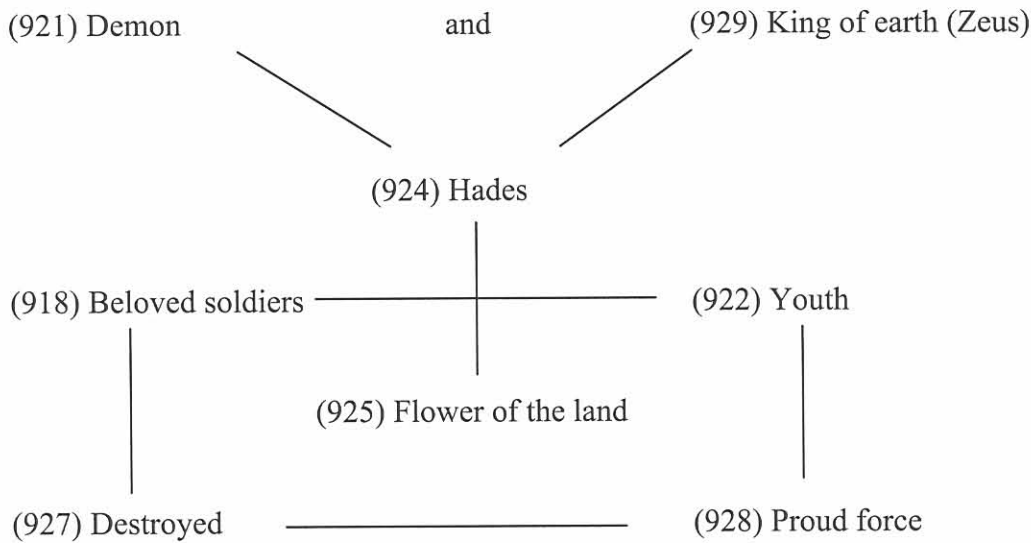 (921) Demon and (929) King of earth (Zeus)
(924) Hades
(918) Beloved soldiers (922) Youth
(925) Flower of the land
(927) Destroyed (928) Proud force